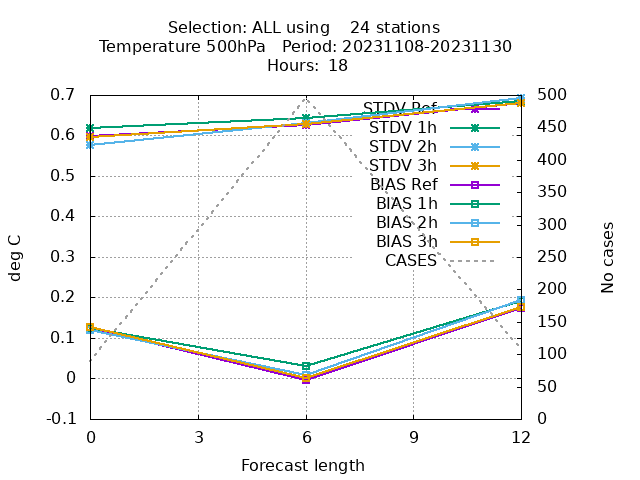 Selection: ALL using 24 stations
Temperature 500hPa Period: 20231108-20231130
Hours: 18
0.7
0.6
0.5
0.4
0.3
0.2
0.1
0
-0.1
deg C
STDV Ref
STDV 1h
STDV 2h
STDV 3h
BIAS Ref
BIAS 1h
BIAS 2h
BIAS 3h
CASES
500
450
400
350
300
250
200
150
100
50
0
No cases
0 3 6 9 12
Forecast length